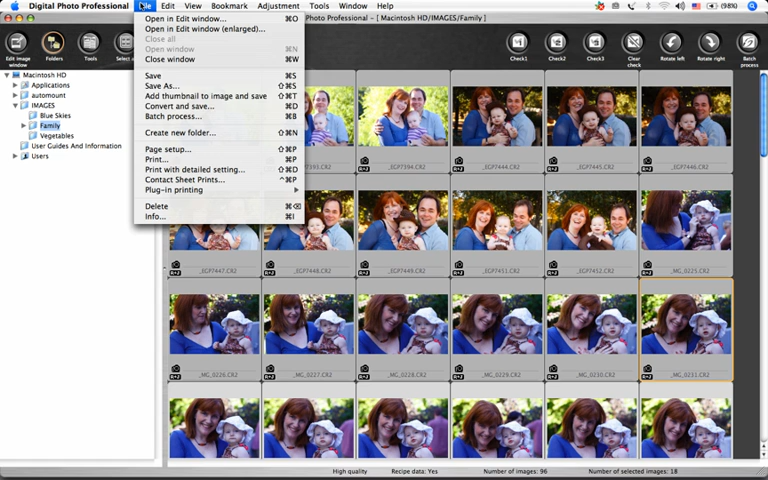 Digital Photo Professional File Edit View Bookmark Adjustment Tools Window Help (98%)
Photo Professional - [ Macintosh HD/IMAGES/Family ]
Edit image window
Folders
Tools
Select a
Check1
Check2
Check3
Clear check
Rotate left
Rotate right
Batch process
Open in Edit window... ⌘O
Open in Edit window (enlarged)...
Close all
Open window ⌘N
Close window ⌘W
Save ⌘S
Save As... ⇧⌘S
Add thumbnail to image and save ⇧⌘T
Convert and save... ⌘D
Batch process... ⌘B
Create new folder... ⇧⌘N
Page setup... ⇧⌘P
Print... ⌘P
Print with detailed setting... ⇧⌘D
Contact Sheet Prints... ^⌘P
Plug-in printing
Delete ⌘⌫
Info... ⌘I
Macintosh HD
Applications
automount
IMAGES
Blue Skies
Family
Vegetables
User Guides And Information
Users
7393.CR2
_EGP7394.CR2
_EGP7444.CR2
_EGP7445.CR2
_EGP7446.CR2
_EGP7447.CR2
_EGP7448.CR2
_EGP7449.CR2
_EGP7451.CR2
_EGP7452.CR2
_MG_0225.CR2
_MG_0226.CR2
_MG_0227.CR2
_MG_0228.CR2
_MG_0229.CR2
_MG_0230.CR2
_MG_0231.CR2
High quality Recipe data: Yes Number of images: 96 Number of selected images: 18